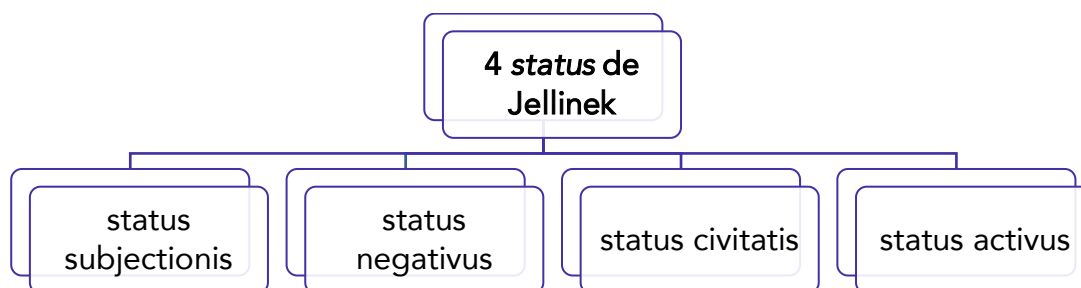 4 status de
Jellinek
status
subjectionis
status
negativus
status civitatis
status activus